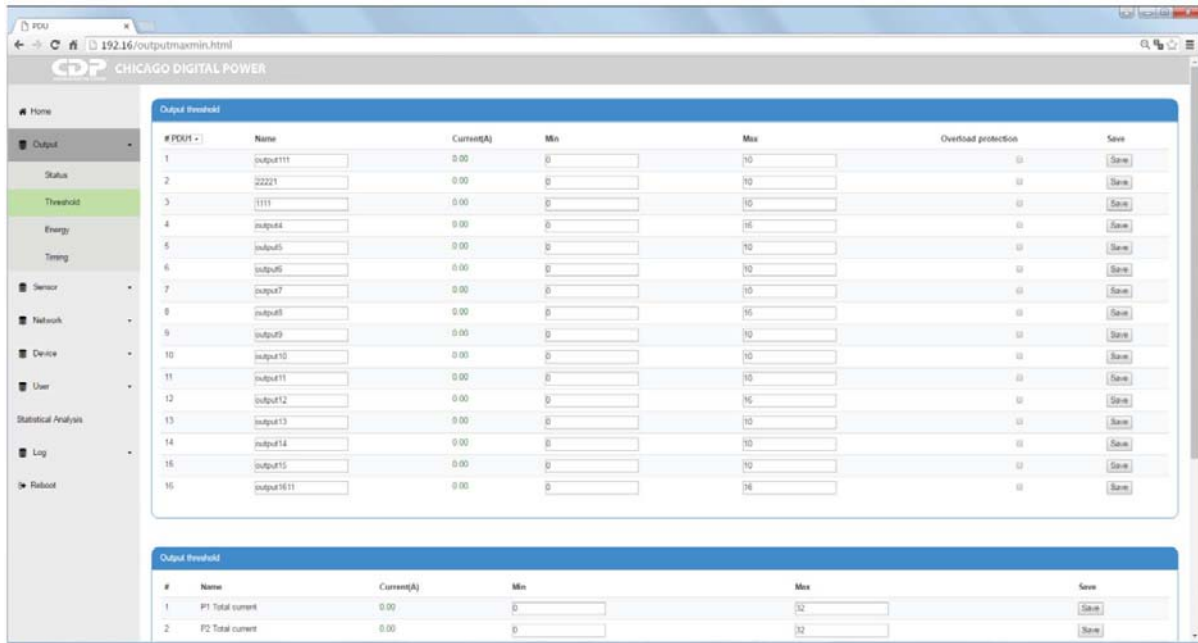 PDU
192.16/outputmaxmin.html
CDP CHICAGO DIGITAL POWER
Home
Output
Status
Threshold
Energy
Timing
Sensor
Network
Device
User
Statistical Analysis
Log
Reboot
Output threshold
# PDU1 Name Current(A) Min Max Overload protection Save
1 output111 0.00 0 10 Save
2 22221 0.00 0 10 Save
3 1111 0.00 0 10 Save
4 output4 0.00 0 16 Save
5 output5 0.00 0 10 Save
6 output6 0.00 0 10 Save
7 output7 0.00 0 10 Save
8 output8 0.00 0 16 Save
9 output9 0.00 0 10 Save
10 output10 0.00 0 10 Save
11 output11 0.00 0 10 Save
12 output12 0.00 0 16 Save
13 output13 0.00 0 10 Save
14 output14 0.00 0 10 Save
15 output15 0.00 0 10 Save
16 output1611 0.00 0 16 Save
Output threshold
# Name Current(A) Min Max Save
1 P1 Total current 0.00 0 32 Save
2 P2 Total current 0.00 0 32 Save